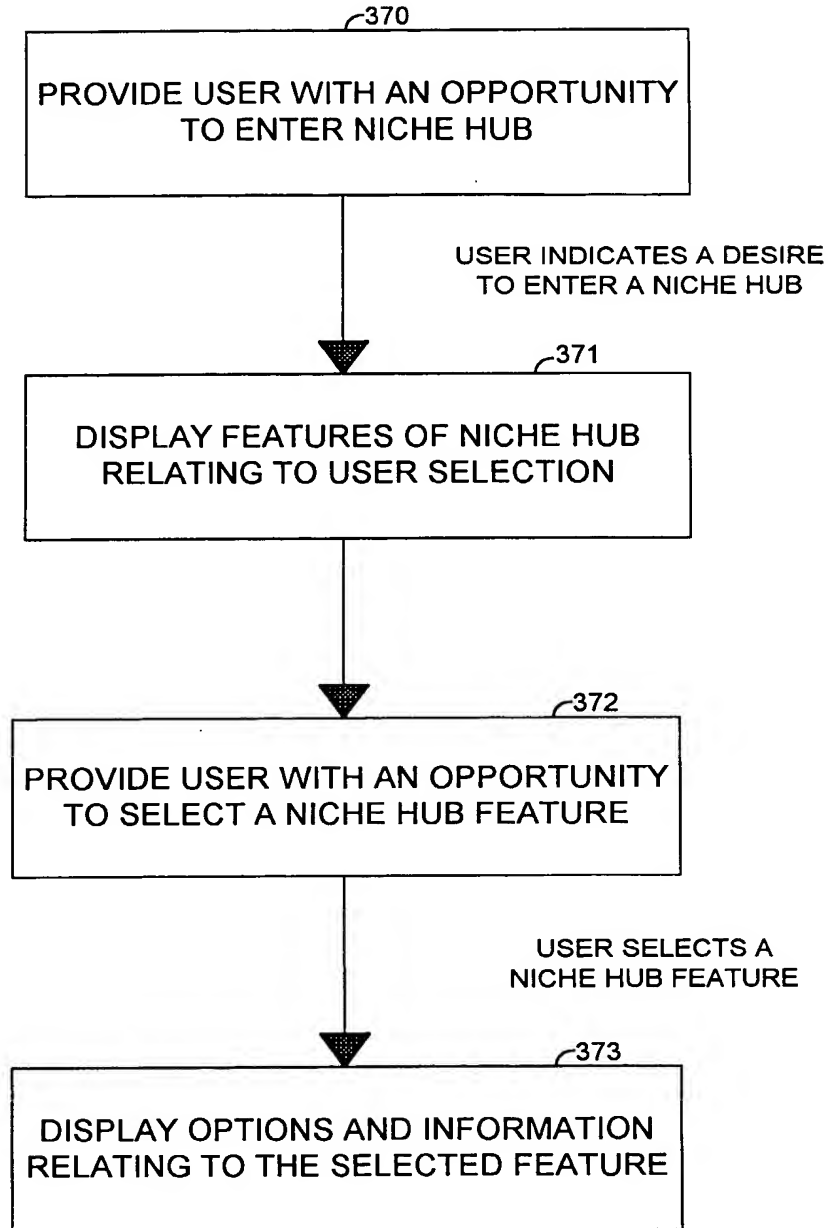 370
PROVIDE USER WITH AN OPPORTUNITY
TO ENTER NICHE HUB
USER INDICATES A DESIRE
TO ENTER A NICHE HUB
371
DISPLAY FEATURES OF NICHE HUB
RELATING TO USER SELECTION
372
PROVIDE USER WITH AN OPPORTUNITY
TO SELECT A NICHE HUB FEATURE
USER SELECTS A
NICHE HUB FEATURE
373
DISPLAY OPTIONS AND INFORMATION
RELATING TO THE SELECTED FEATURE